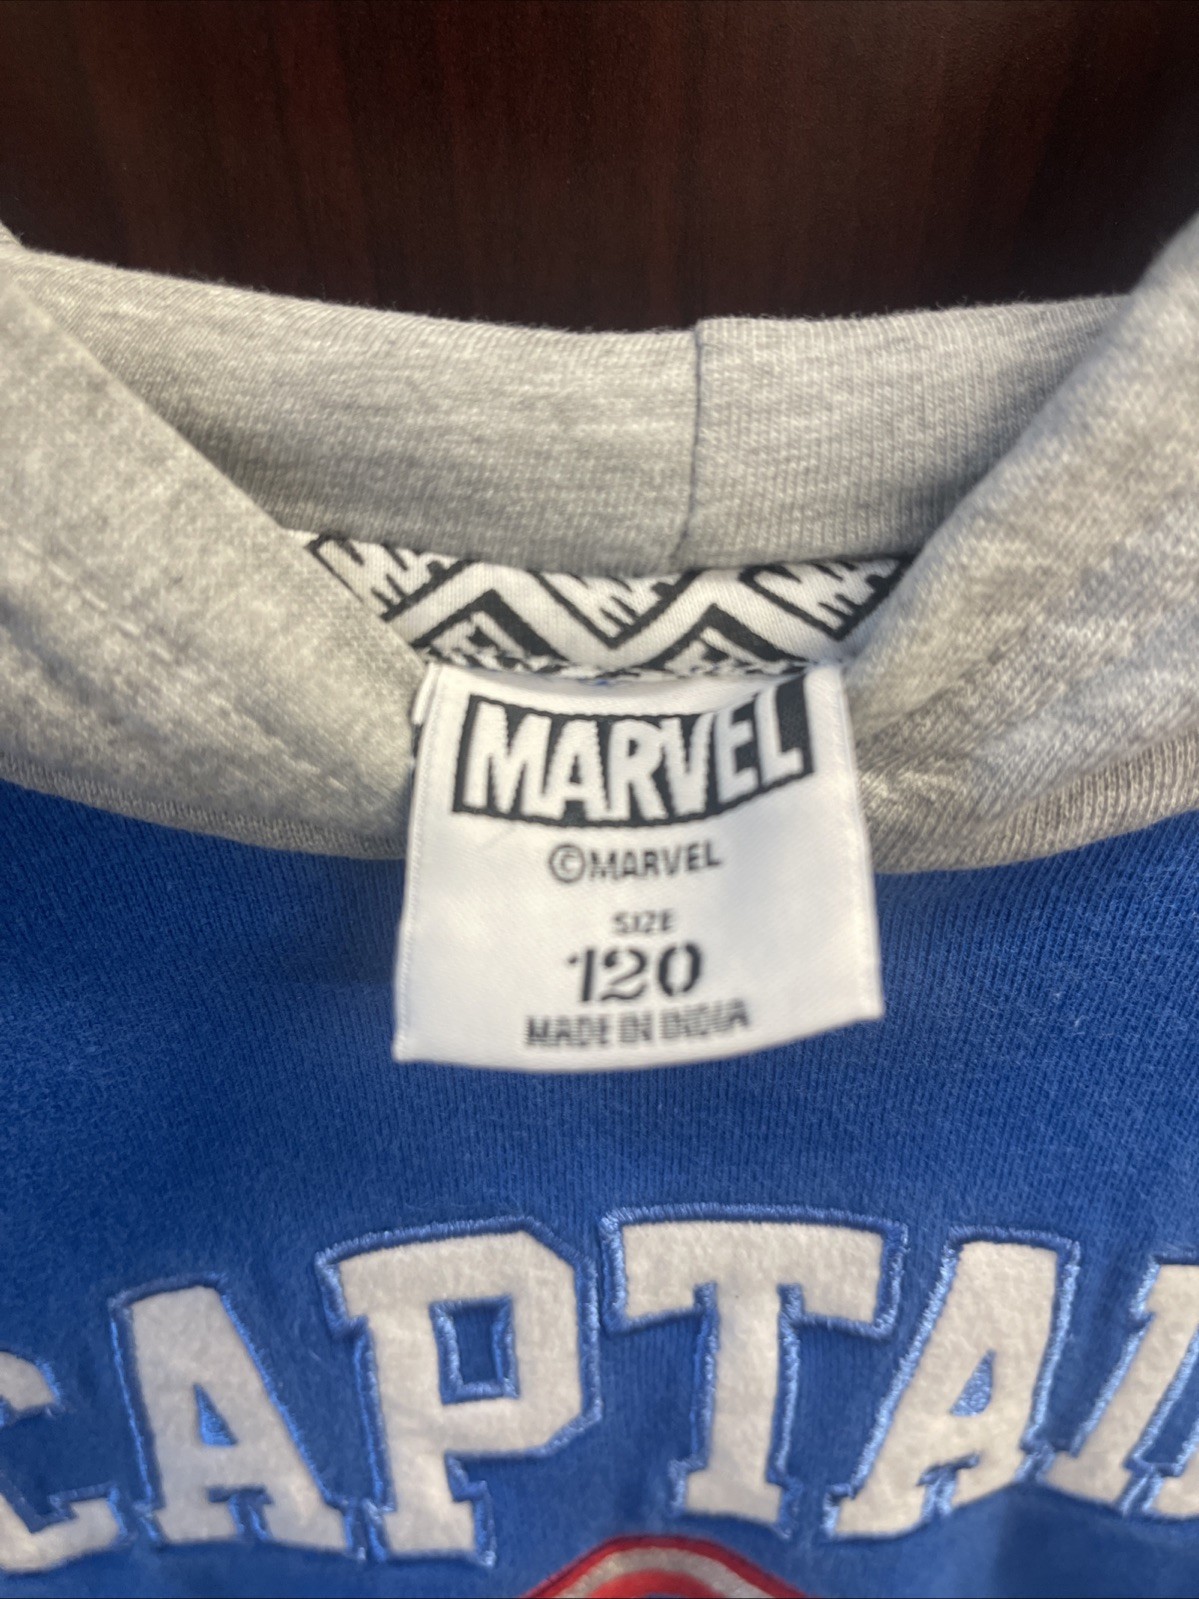 MARVEL
©MARVEL
SIZE
120
MADE IN INDIA
CAPTAI